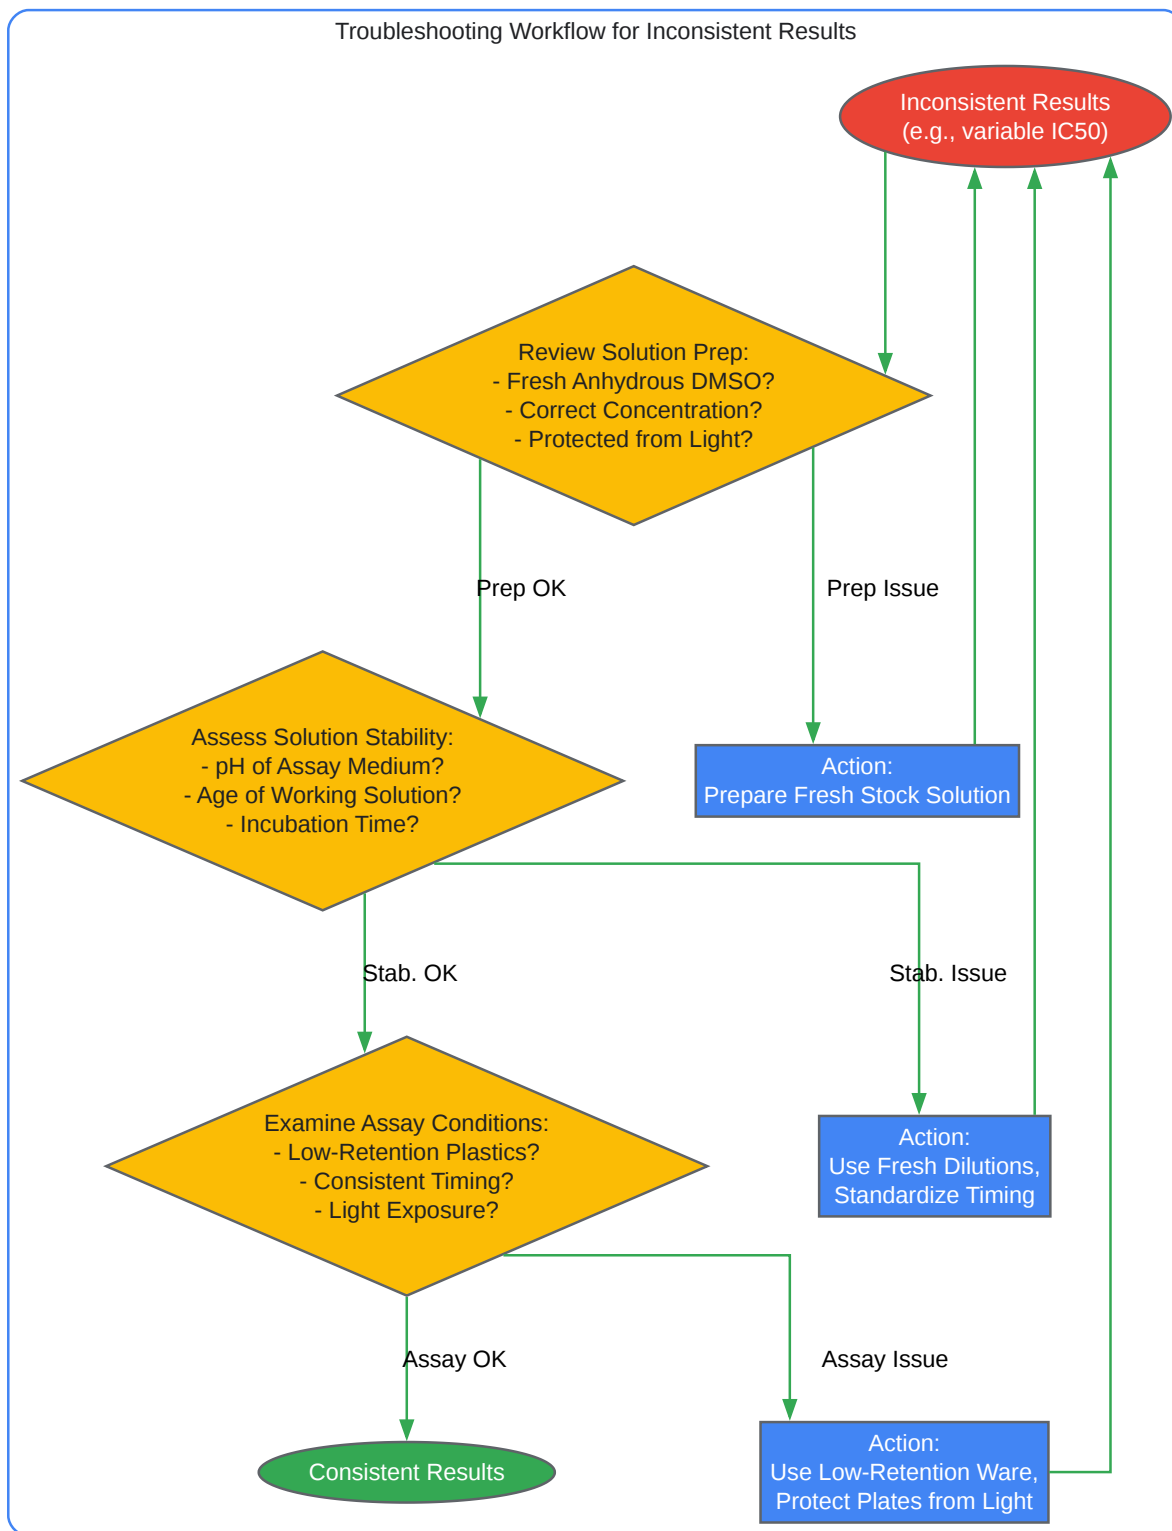 Troubleshooting Workflow for Inconsistent Results
Inconsistent Results
(e.g., variable IC50)
Review Solution Prep:
- Fresh Anhydrous DMSO?
- Correct Concentration?
- Protected from Light?
Prep OK
Prep Issue
Assess Solution Stability:
- pH of Assay Medium?
- Age of Working Solution?
- Incubation Time?
Action:
Prepare Fresh Stock Solution
Stab. OK
Stab. Issue
Examine Assay Conditions:
- Low-Retention Plastics?
- Consistent Timing?
- Light Exposure?
Action:
Use Fresh Dilutions,
Standardize Timing
Assay OK
Assay Issue
Consistent Results
Action:
Use Low-Retention Ware,
Protect Plates from Light